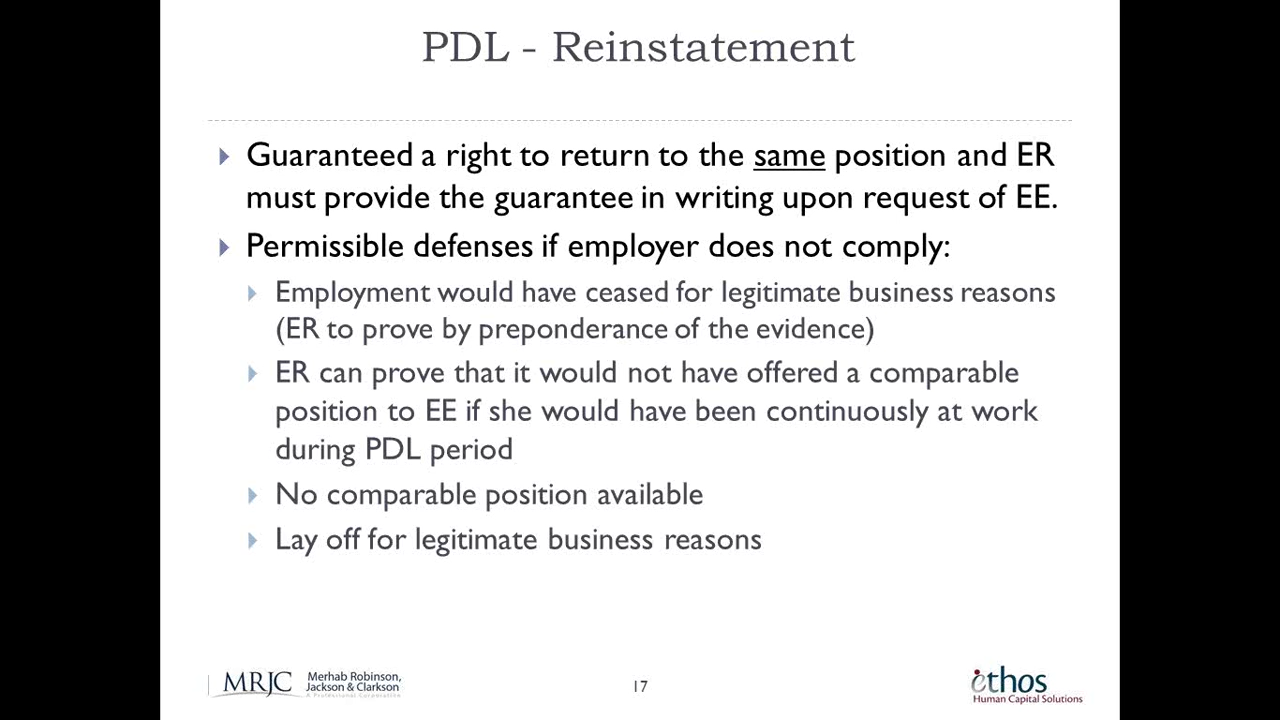 PDL - Reinstatement
Guaranteed a right to return to the same position and ER
must provide the guarantee in writing upon request of EE.
Permissible defenses if employer does not comply:
Employment would have ceased for legitimate business reasons
(ER to prove by preponderance of the evidence)
ER can prove that it would not have offered a comparable
position to EE if she would have been continuously at work
during PDL period
No comparable position available
Lay off for legitimate business reasons
MRJC
Merhab Robinson,
Jackson & Clarkson
A Professional Corporation
17
ethos
Human Capital Solutions